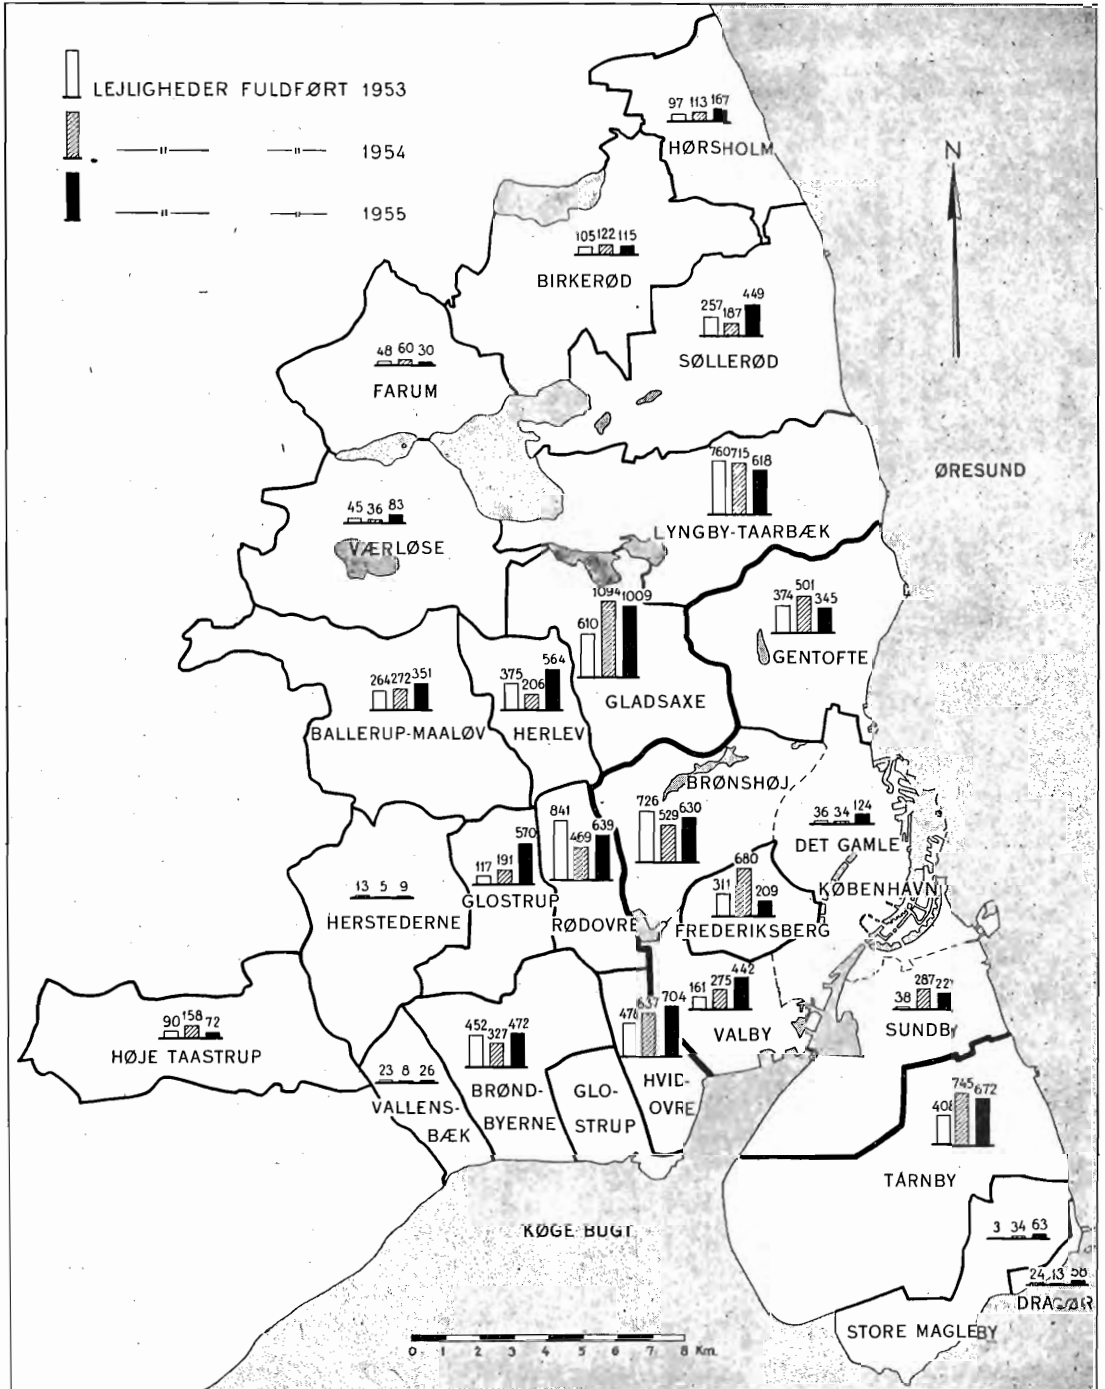 LEJLIGHEDER FULDFØRT 1953
—— " —— —— " —— 1954
—— " —— —— " —— 1955
N
97 113 167
HØRSHOLM
105 122 115
BIRKERØD
257 187 449
SØLLERØD
48 60 30
FARUM
760 715 618
LYNGBY-TAARBÆK
ØRESUND
45 36 83
VÆRLØSE
374 501 345
GENTOFTE
610 1094 1009
GLADSAXE
264 272 351
BALLERUP-MAALØV
375 206 564
HERLEV
BRØNSHØJ
726 529 630
36 34 124
DET GAMLE
KØBENHAVN
841 469 639
RØDOVRE
117 191 570
GLOSTRUP
311 680 209
FREDERIKSBERG
13 5 9
HERSTEDERNE
161 275 442
VALBY
38 287 227
SUNDBY
90 158 72
HØJE TAASTRUP
452 327 472
BRØND-
BYERNE
637 704
HVID-
OVRE
23 8 26
VALLENS-
BÆK
GLO-
STRUP
408 745 672
TÅRNBY
3 34 63
24 13 58
DRAGØR
STORE MAGLEBY
KØGE BUGT
0 1 2 3 4 5 6 7 8 Km.